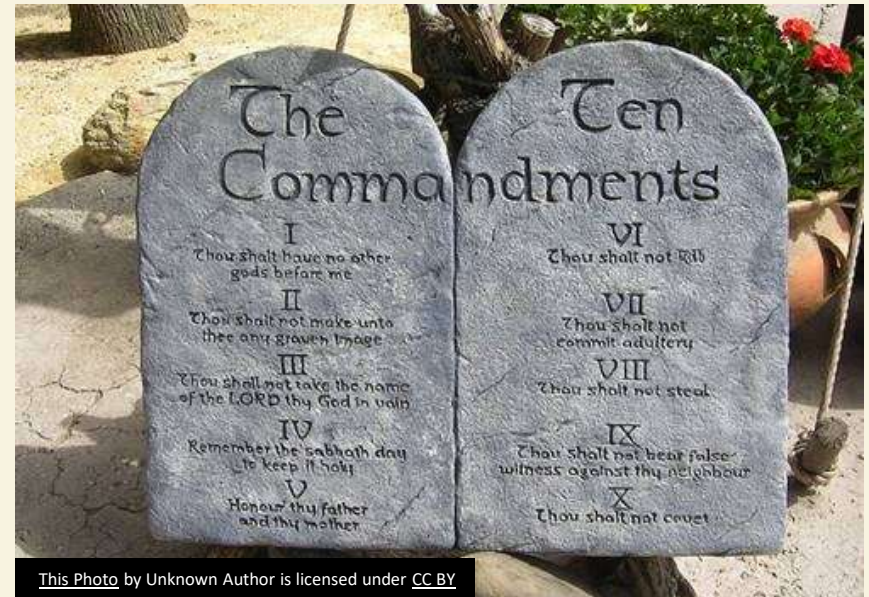 The Ten
Commandments
I
Thou shalt have no other
gods before me
II
Thou shalt not make unto
thee any graven image
III
Thou shalt not take the name
of the LORD thy God in vain
IV
Remember the sabbath day
to keep it holy
V
Honour thy father
and thy mother
VI
Thou shalt not
VII
Thou shalt not
commit adultery
VIII
Thou shalt not steal
IX
Thou shalt not bear false
witness against thy neighbour
X
Thou shalt not covet
This Photo by Unknown Author is licensed under CC BY